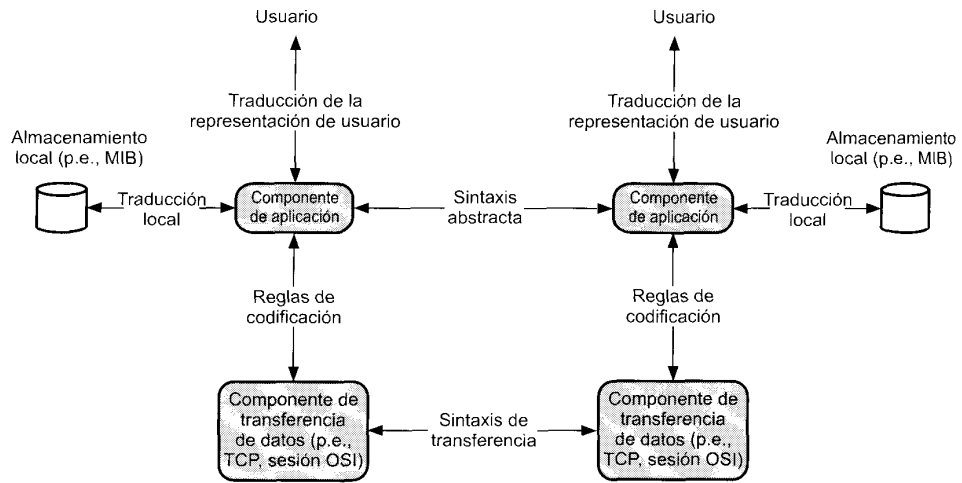 Usuario
Usuario
Traducción de la
representación de usuario
Traducción de la
representación de usuario
Almacenamiento
local (p.e., MIB)
Almacenamiento
local (p.e., MIB)
Traducción
local
Componente
de aplicación
Sintaxis
abstracta
Componente
de aplicación
Traducción
local
Reglas de
codificación
Reglas de
codificación
Componente de
transferencia
de datos (p.e.,
TCP, sesión OSI)
Sintaxis de
transferencia
Componente de
transferencia
de datos (p.e.,
TCP, sesión OSI)